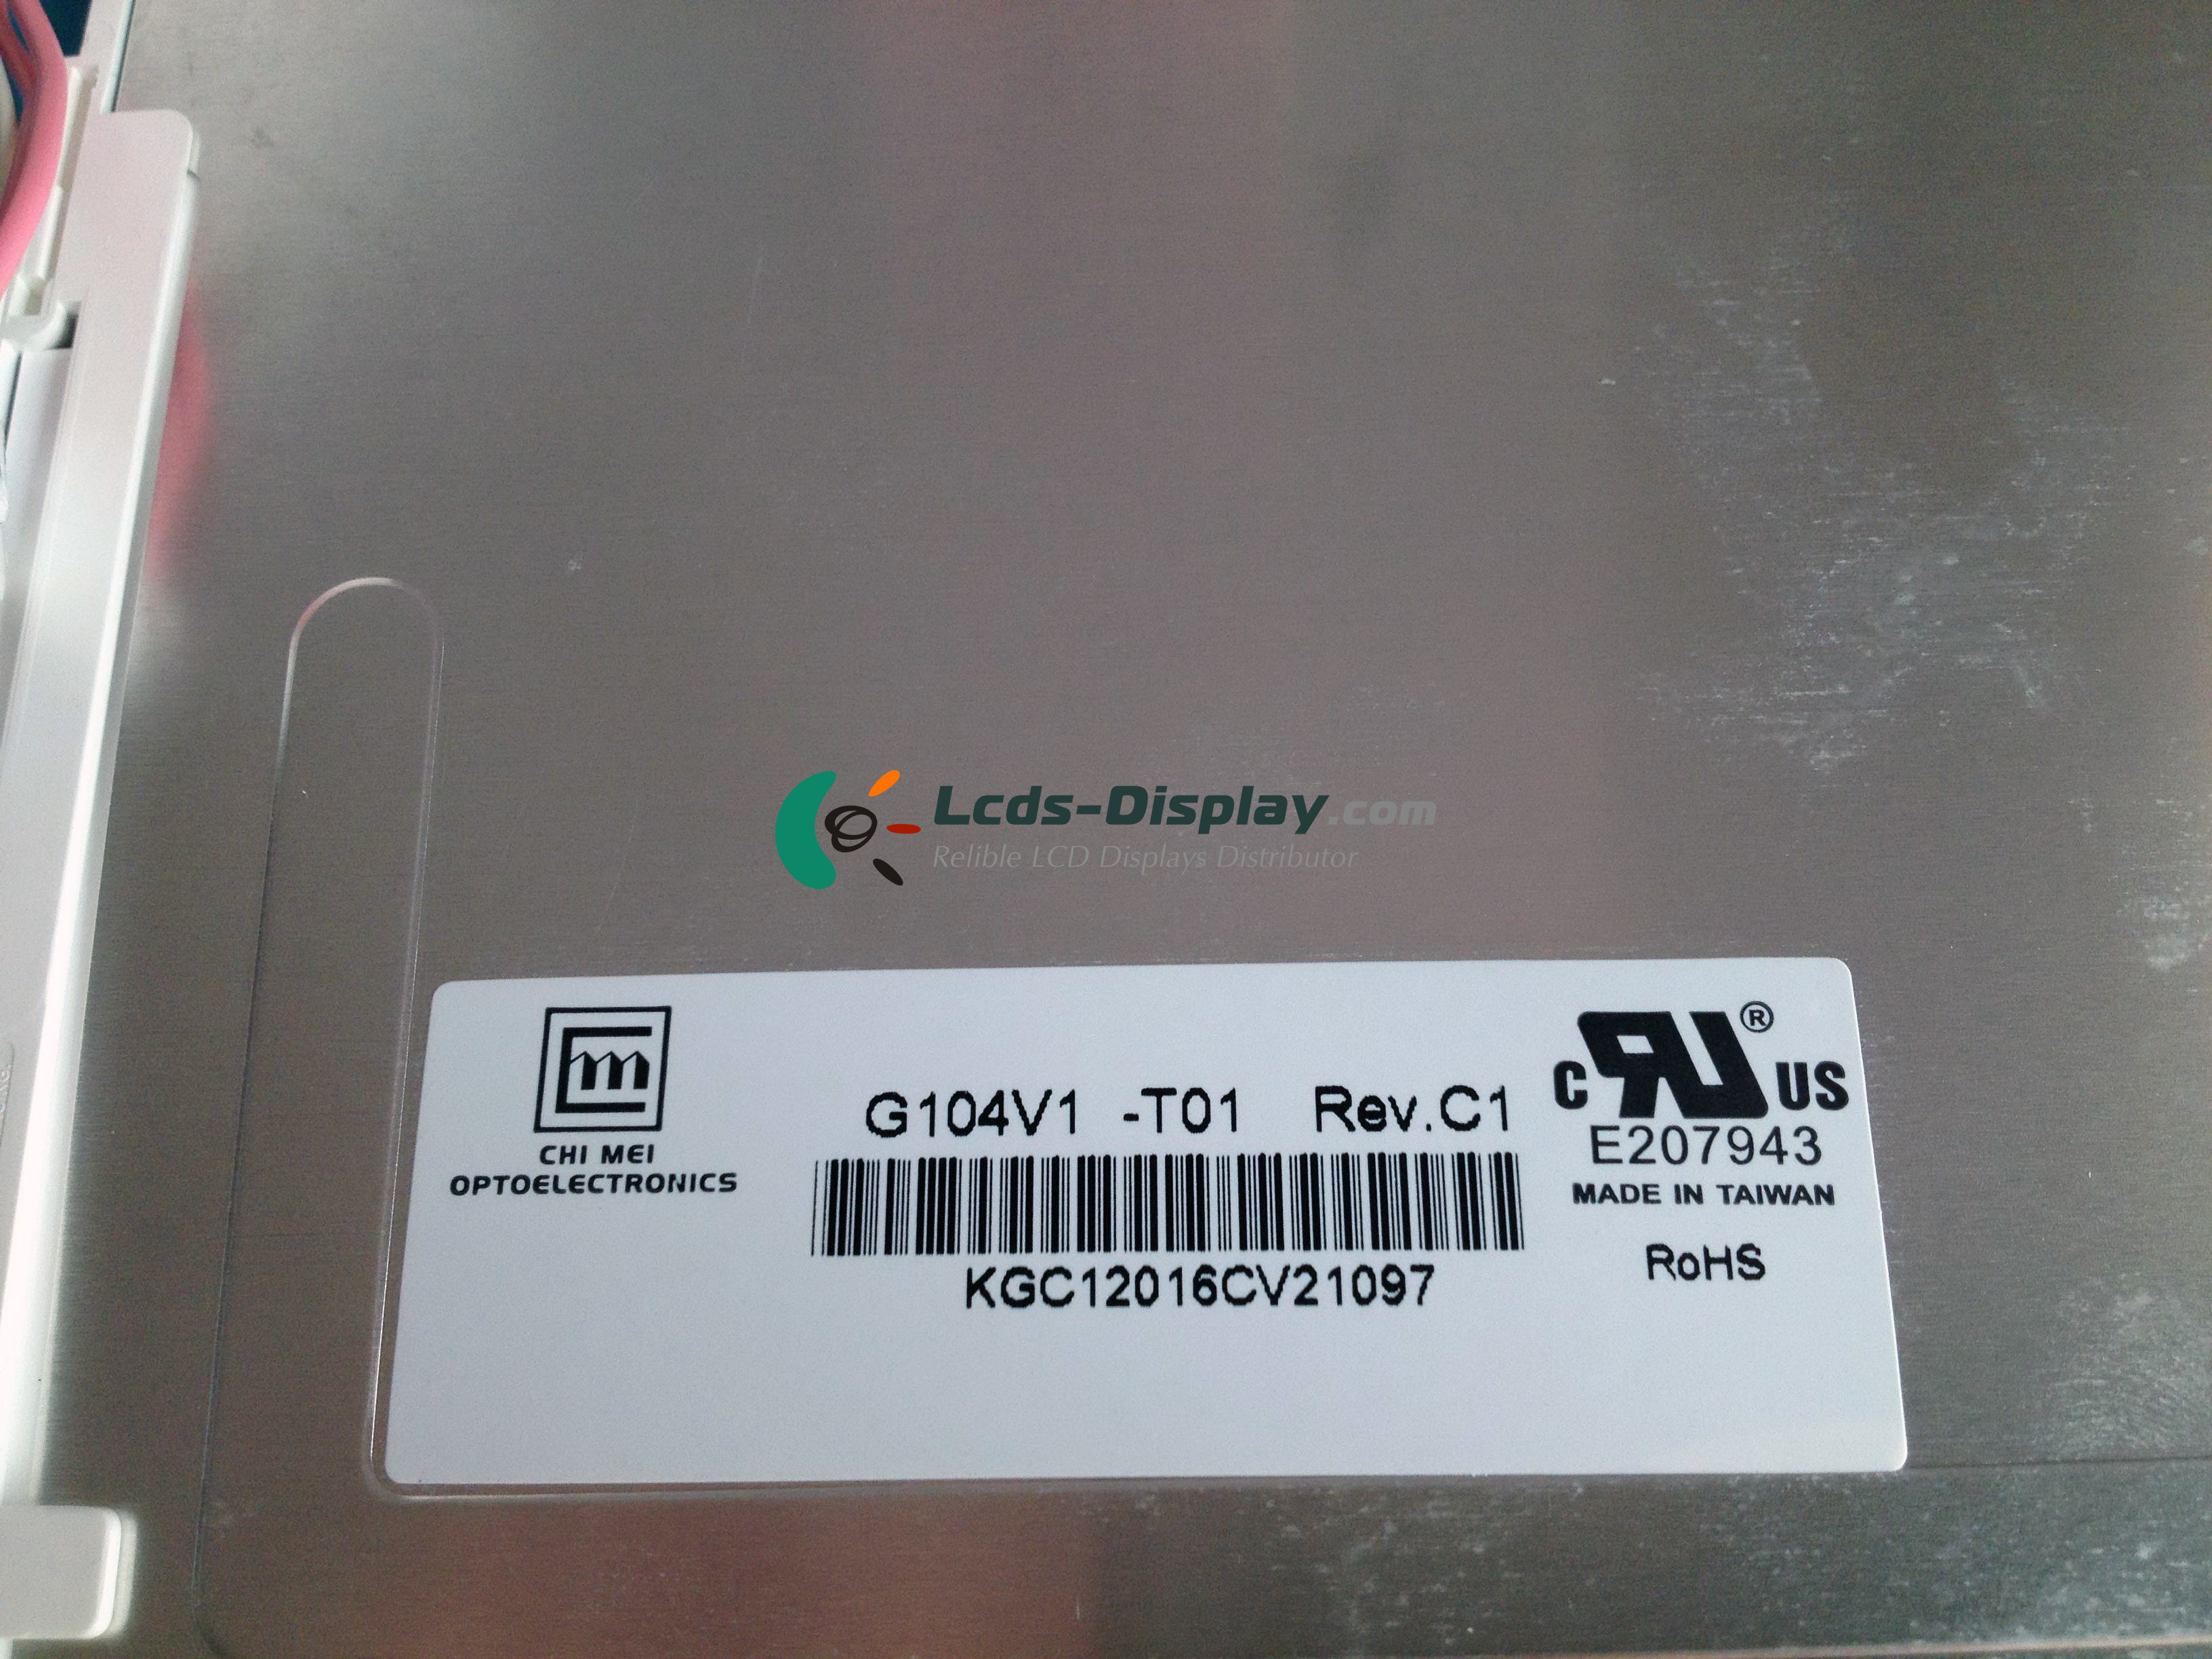 Lcds-Display.com
Relible LCD Displays Distributor
CHI MEI
OPTOELECTRONICS
G104V1 -T01 Rev.C1
KGC12016CV21097
C RU® US
E207943
MADE IN TAIWAN
RoHS